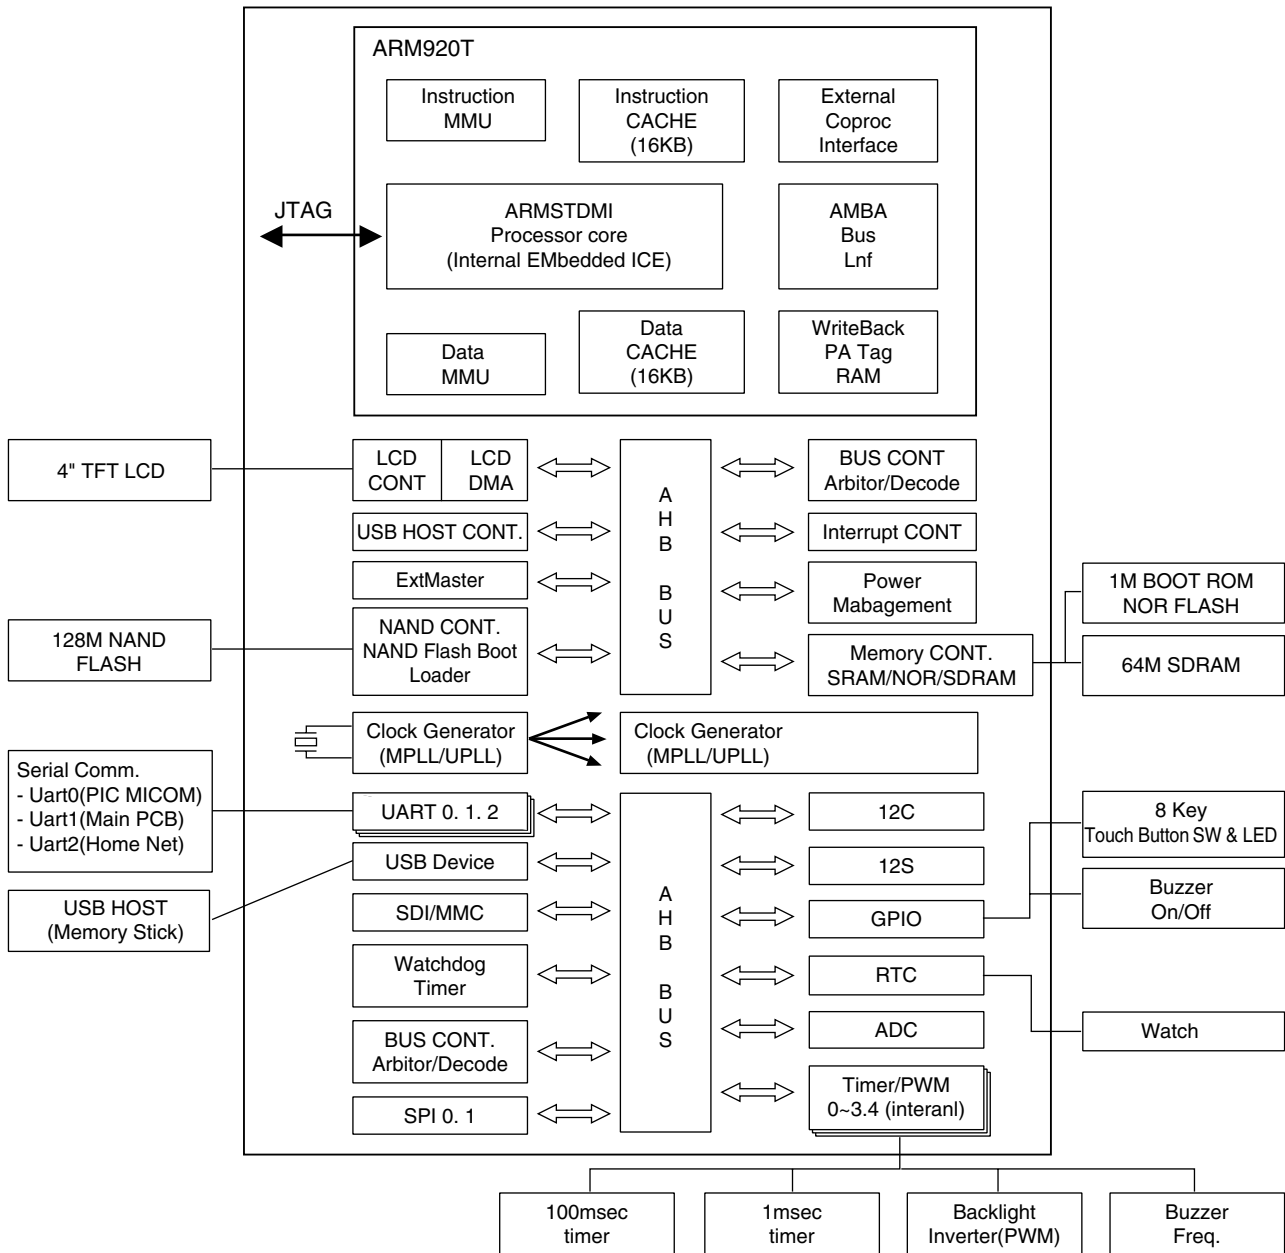 ARM920T
Instruction
MMU
Instruction
CACHE
(16KB)
External
Coproc
Interface
JTAG
ARMSTDMI
Processor core
(Internal EMbedded ICE)
AMBA
Bus
Lnf
Data
MMU
Data
CACHE
(16KB)
WriteBack
PA Tag
RAM
4" TFT LCD
LCD
CONT
LCD
DMA
A
H
B
B
U
S
BUS CONT
Arbitor/Decode
USB HOST CONT.
Interrupt CONT
ExtMaster
Power
Mabagement
1M BOOT ROM
NOR FLASH
128M NAND
FLASH
NAND CONT.
NAND Flash Boot
Loader
Memory CONT.
SRAM/NOR/SDRAM
64M SDRAM
Clock Generator
(MPLL/UPLL)
Clock Generator
(MPLL/UPLL)
Serial Comm.
- Uart0(PIC MICOM)
- Uart1(Main PCB)
- Uart2(Home Net)
UART 0. 1. 2
A
H
B
B
U
S
12C
8 Key
Touch Button SW & LED
USB Device
12S
USB HOST
(Memory Stick)
SDI/MMC
GPIO
Buzzer
On/Off
Watchdog
Timer
RTC
BUS CONT.
Arbitor/Decode
ADC
Watch
SPI 0. 1
Timer/PWM
0~3.4 (interanl)
100msec
timer
1msec
timer
Backlight
Inverter(PWM)
Buzzer
Freq.